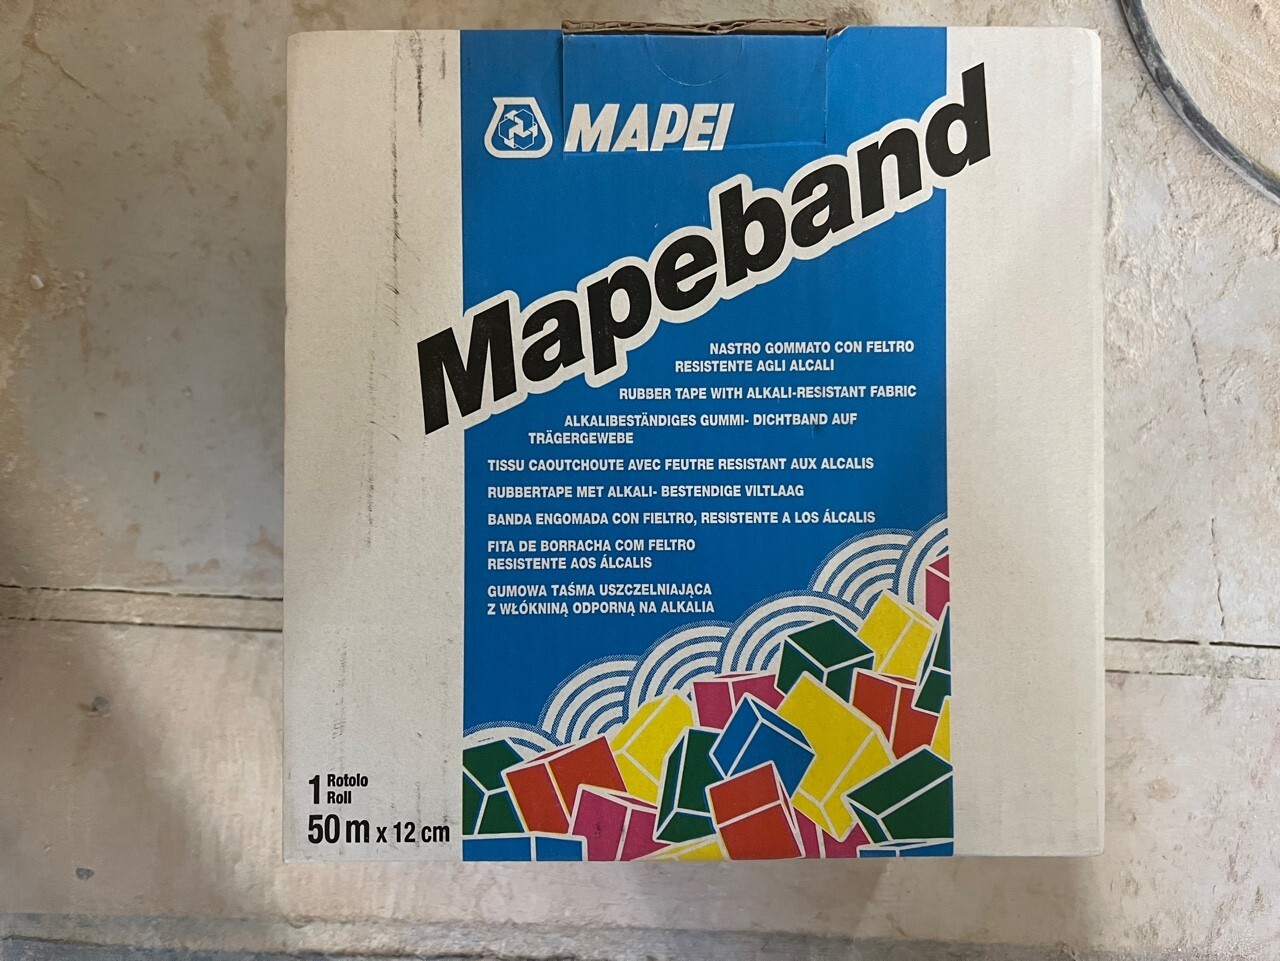 MAPEI
Mapeband
NASTRO GOMMATO CON FELTRO
RESISTENTE AGLI ALCALI
RUBBER TAPE WITH ALKALI-RESISTANT FABRIC
ALKALIBESTÄNDIGES GUMMI- DICHTBAND AUF
TRÄGERGEWEBE
TISSU CAOUTCHOUTE AVEC FEUTRE RESISTANT AUX ALCALIS
RUBBERTAPE MET ALKALI- BESTENDIGE VILTLAAG
BANDA ENGOMADA CON FIELTRO, RESISTENTE A LOS ÁLCALIS
FITA DE BORRACHA COM FELTRO
RESISTENTE AOS ÁLCALIS
GUMOWA TAŚMA USZCZELNIAJĄCA
Z WŁÓKNINĄ ODPORNĄ NA ALKALIA
1 Rotolo
Roll
50 m x 12 cm